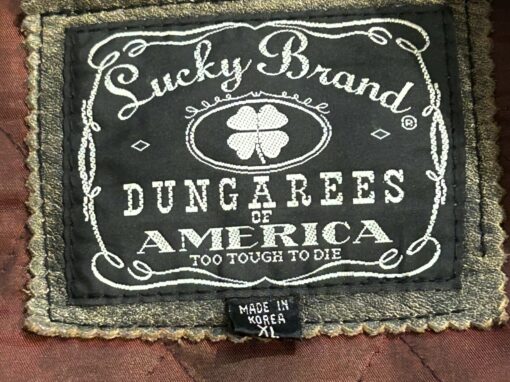 Lucky Brand
®
DUNGAREES
OF
AMERICA
TOO TOUGH TO DIE
MADE IN
KOREA
XL